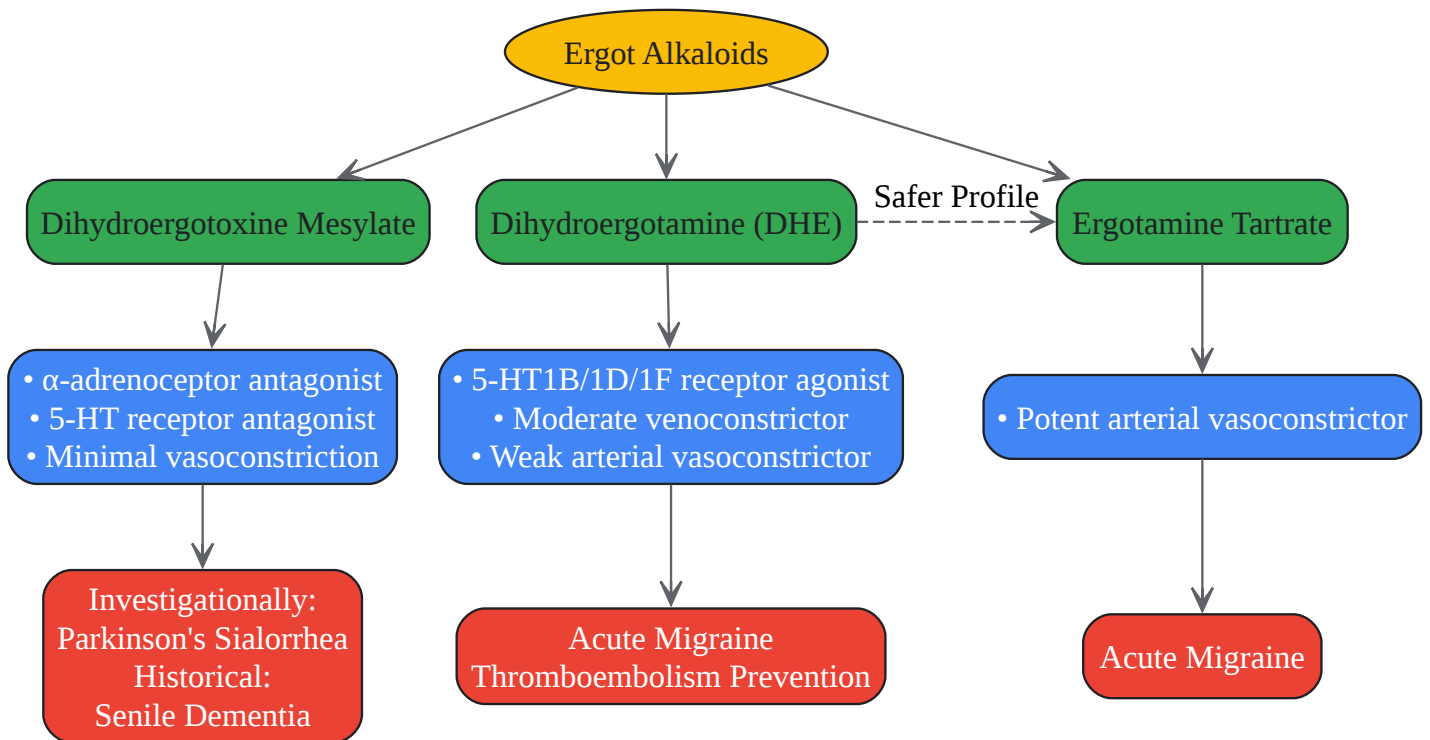 Ergot Alkaloids
Safer Profile
Dihydroergotoxine Mesylate
Dihydroergotamine (DHE)
Ergotamine Tartrate
• α-adrenoceptor antagonist
• 5-HT receptor antagonist
• Minimal vasoconstriction
• 5-HT1B/1D/1F receptor agonist
• Moderate venoconstrictor
• Weak arterial vasoconstrictor
• Potent arterial vasoconstrictor
Investigationally:
Parkinson's Sialorrhea
Historical:
Senile Dementia
Acute Migraine
Thromboembolism Prevention
Acute Migraine